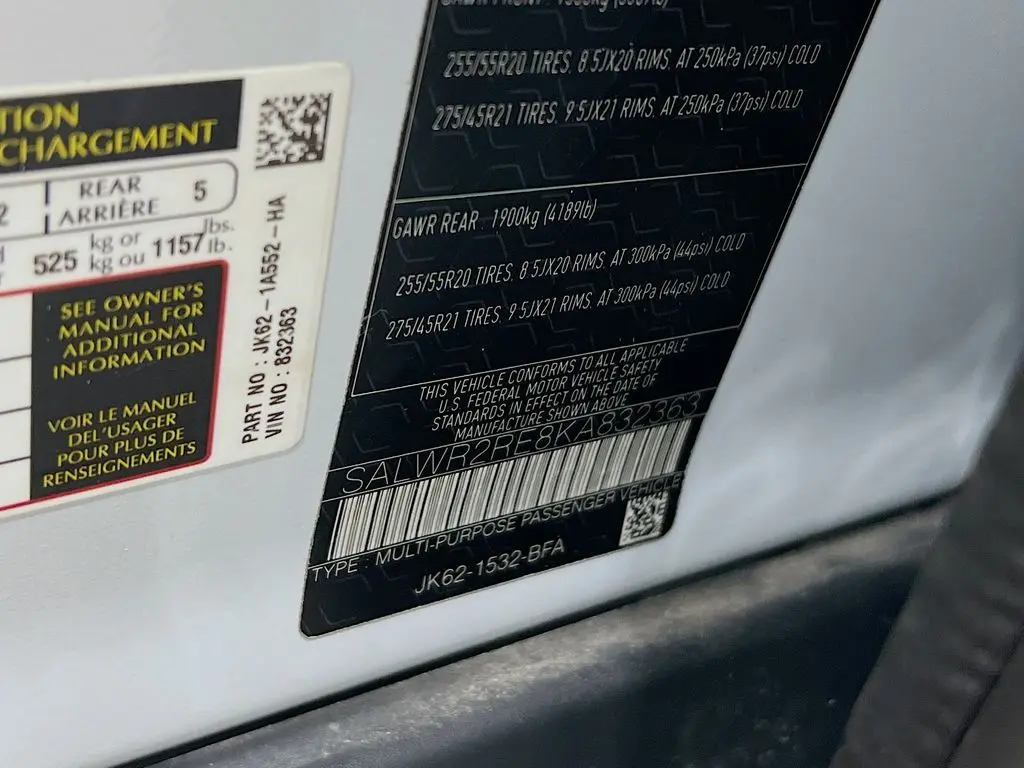 TION
CHARGEMENT
2
REAR
ARRIÈRE
5
525
kg or
kg ou
1157
lbs.
lb.
SEE OWNER'S
MANUAL FOR
ADDITIONAL
INFORMATION
VOIR LE MANUEL
DEL'USAGER
POUR PLUS DE
RENSEIGNEMENTS
PART NO : JK62-1A552-HA
VIN NO : 832363
255/55R20 TIRES, 8.5JX20 RIMS, AT 250kPa (37psi) COLD
275/45R21 TIRES, 9.5JX21 RIMS, AT 250kPa (37psi) COLD
GAWR REAR : 1900kg (4189lb)
255/55R20 TIRES, 8.5JX20 RIMS, AT 300kPa (44psi) COLD
275/45R21 TIRES, 9.5JX21 RIMS, AT 300kPa (44psi) COLD
THIS VEHICLE CONFORMS TO ALL APPLICABLE
U.S. FEDERAL MOTOR VEHICLE SAFETY
STANDARDS IN EFFECT ON THE DATE OF
MANUFACTURE SHOWN ABOVE
SALWR2RE8KA832363
TYPE : MULTI-PURPOSE PASSENGER VEHICLE
JK62-1532-BFA